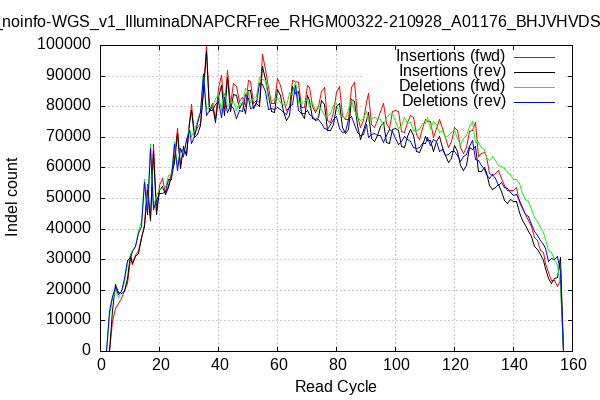 _noinfo-WGS_v1_IlluminaDNAPCRFree_RHGM00322-210928_A01176_BHJVHVDS
Insertions (fwd)
Insertions (rev)
Deletions (fwd)
Deletions (rev)
Indel count
100000
90000
80000
70000
60000
50000
40000
30000
20000
10000
0
0 20 40 60 80 100 120 140 160
Read Cycle